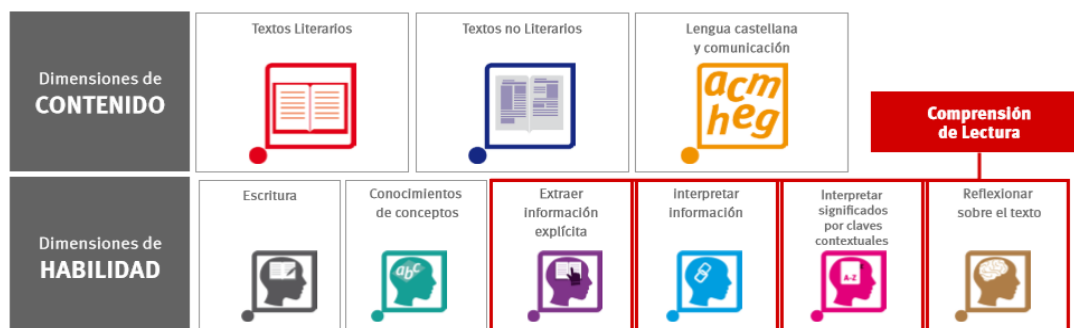 Dimensiones de
CONTENIDO
Textos Literarios
Textos no Literarios
Lengua castellana
y comunicación
acm
heg
Comprensión
de Lectura
Dimensiones de
HABILIDAD
Escritura
Conocimientos
de conceptos
abc
Extraer
información
explícita
Interpretar
información
Interpretar
significados
por claves
contextuales
A-Z
Reflexionar
sobre el texto